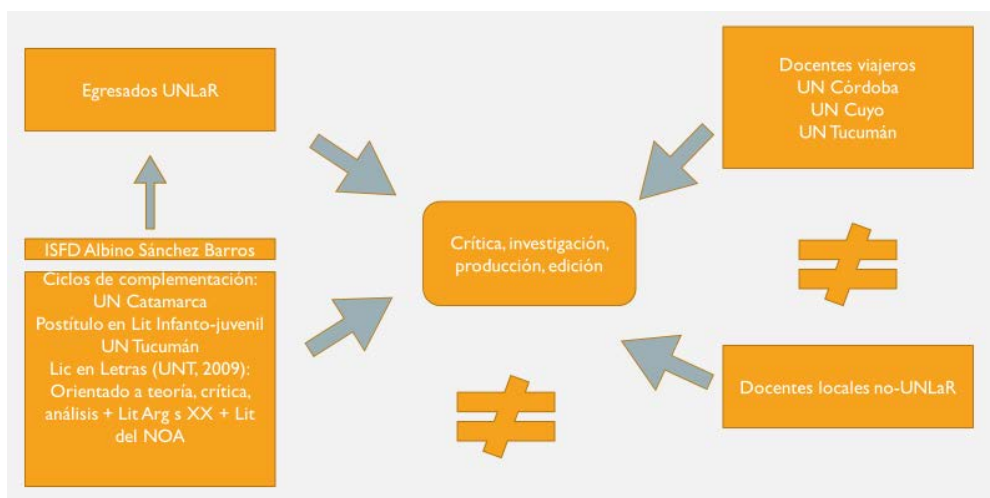 Egresados UNLaR
Docentes viajeros
UN Córdoba
UN Cuyo
UN Tucumán
Crítica, investigación,
producción, edición
ISFD Albino Sánchez Barros
Ciclos de complementación:
UN Catamarca
Postítulo en Lit Infanto-juvenil
UN Tucumán
Lic en Letras (UNT, 2009):
Orientado a teoría, crítica,
análisis + Lit Arg s XX + Lit
del NOA
Docentes locales no-UNLaR